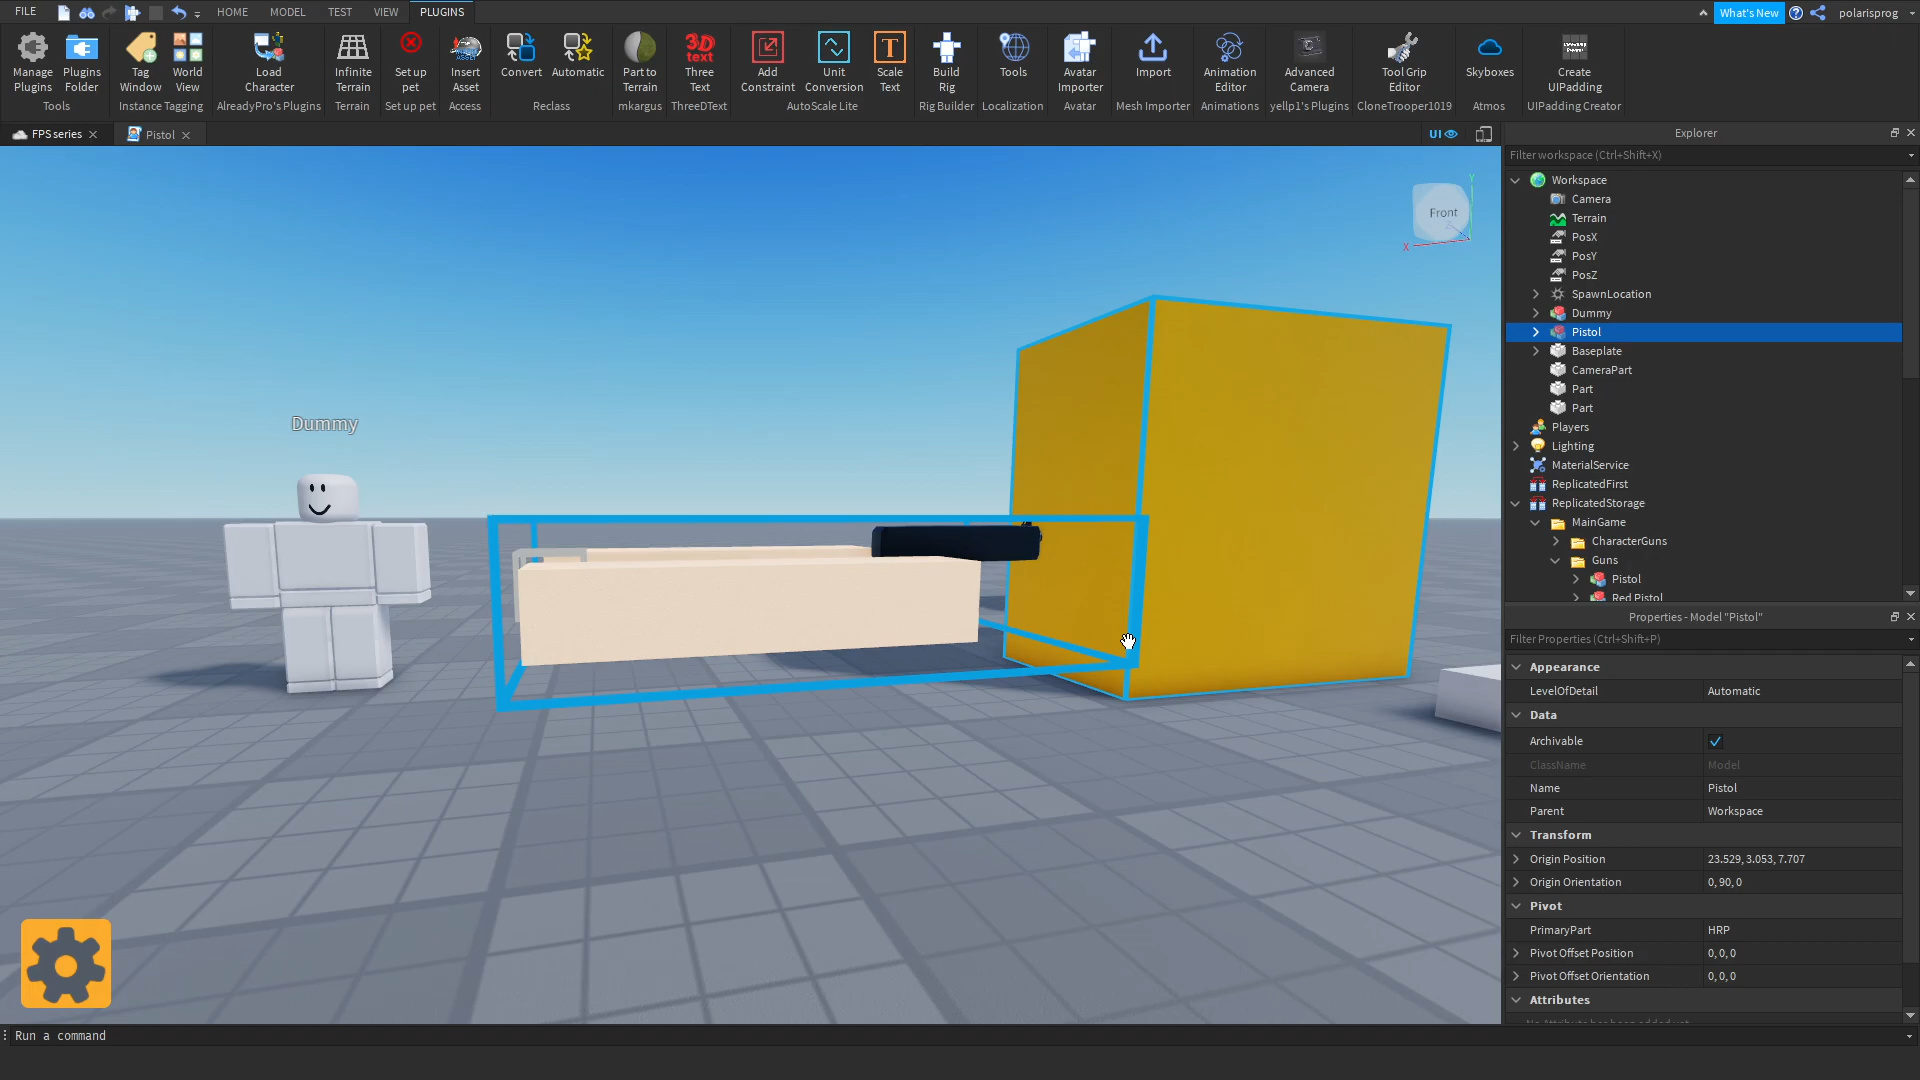 FILE HOME MODEL TEST VIEW PLUGINS What's New polarisprog
Manage Plugins
Plugins Folder
Tools
Tag Window
World View
Instance Tagging
Load Character
AlreadyPro's Plugins
Infinite Terrain
Terrain
Set up pet
Set up pet
Insert Asset
Access
Convert
Automatic
Reclass
Part to Terrain
mkargus
3D text
Three Text
ThreeDText
Add Constraint
Unit Conversion
T
Scale Text
AutoScale Lite
Build Rig
Rig Builder
Tools
Localization
Avatar Importer
Avatar
Import
Mesh Importer
Animation Editor
Animations
Advanced Camera
yellp1's Plugins
Tool Grip Editor
CloneTrooper1019
Skyboxes
Atmos
Create UIPadding
UIPadding Creator
FPS series
Pistol
UI
Front
X
Y
Dummy
Explorer
Filter workspace (Ctrl+Shift+X)
Workspace
Camera
Terrain
PosX
PosY
PosZ
SpawnLocation
Dummy
Pistol
Baseplate
CameraPart
Part
Part
Players
Lighting
MaterialService
ReplicatedFirst
ReplicatedStorage
MainGame
CharacterGuns
Guns
Pistol
Red Pistol
Properties - Model "Pistol"
Filter Properties (Ctrl+Shift+P)
Appearance
LevelOfDetail Automatic
Data
Archivable
ClassName Model
Name Pistol
Parent Workspace
Transform
Origin Position 23.529, 3.053, 7.707
Origin Orientation 0, 90, 0
Pivot
PrimaryPart HRP
Pivot Offset Position 0, 0, 0
Pivot Offset Orientation 0, 0, 0
Attributes
Run a command